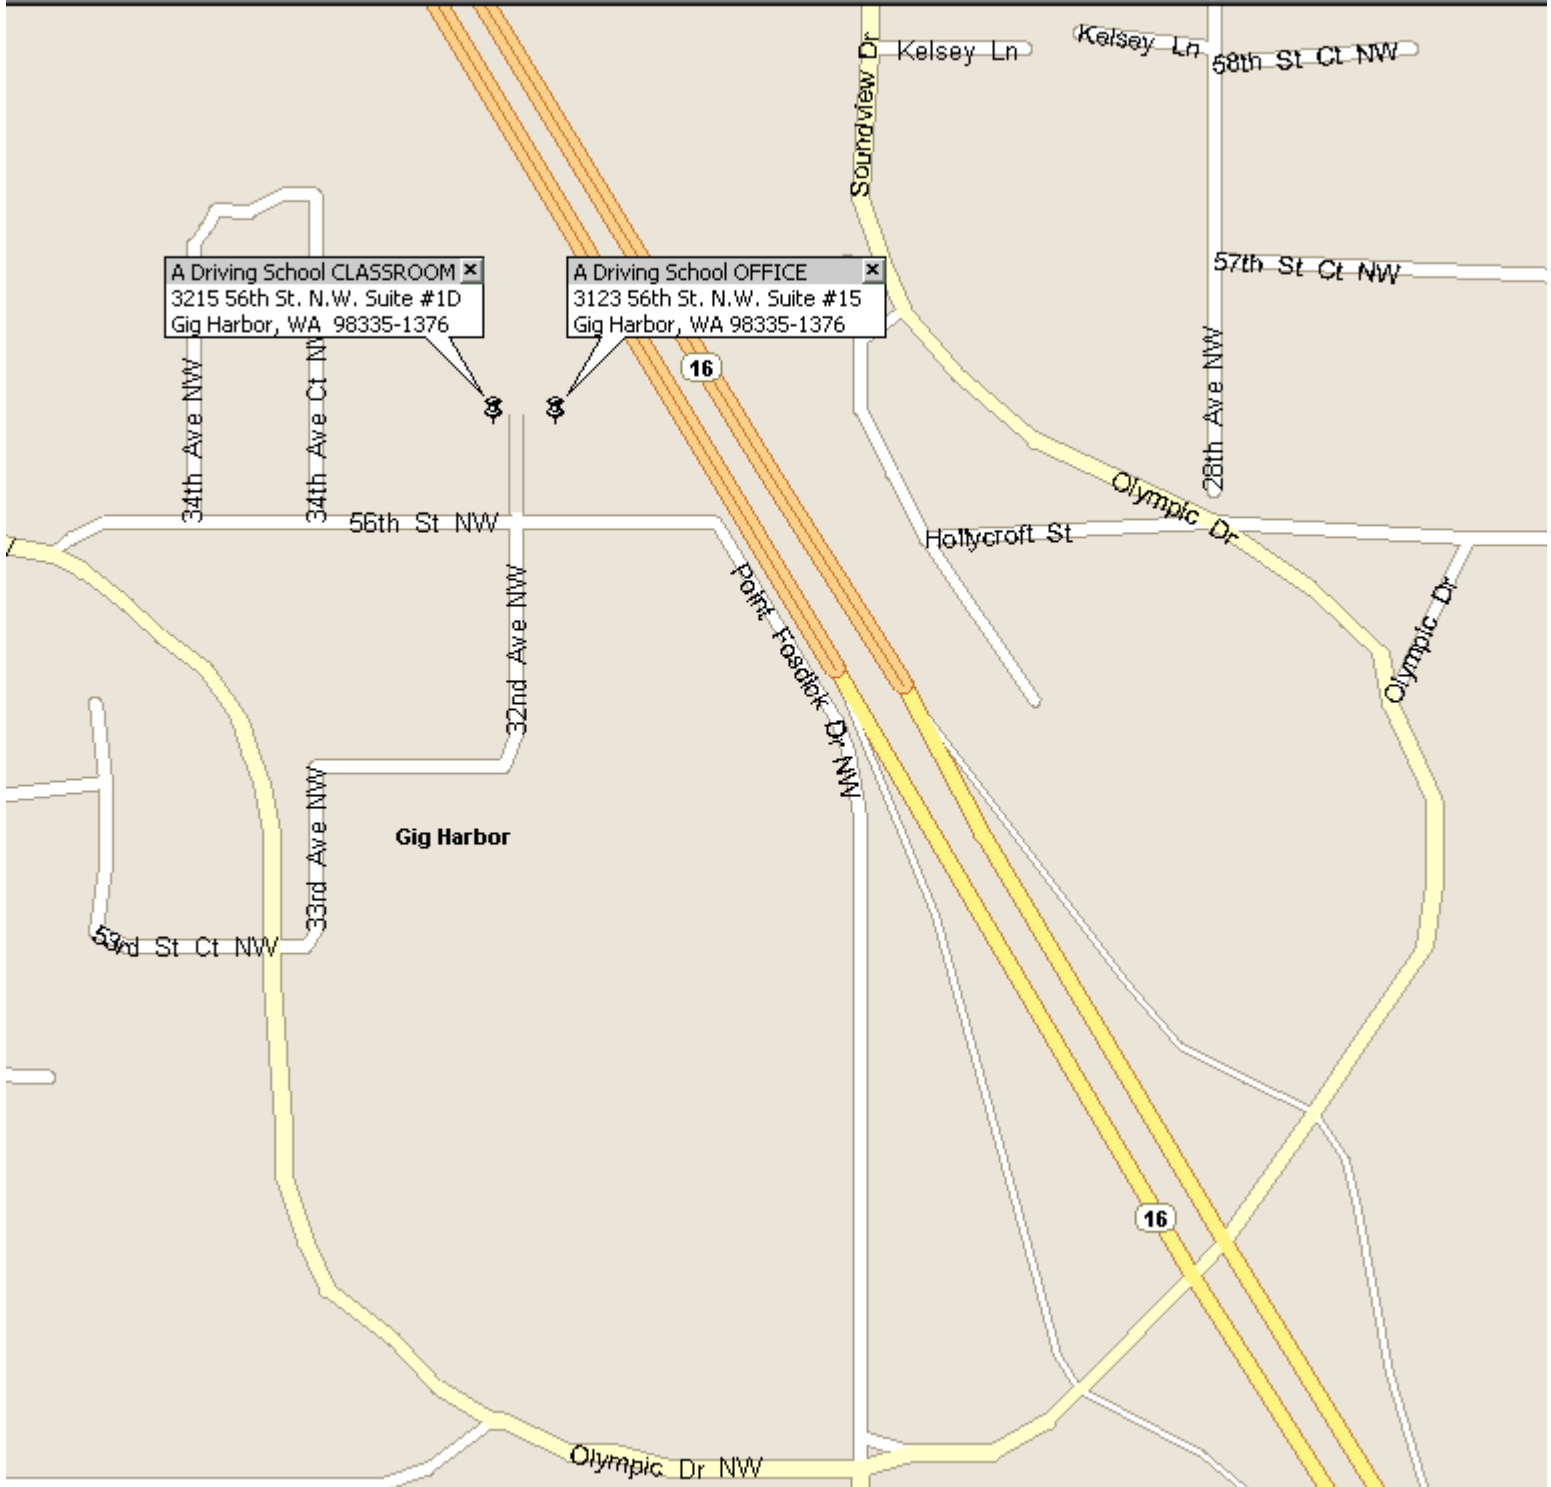 Kelsey Ln
Kelsey Ln
58th St Ct NW
Soundview Dr
A Driving School CLASSROOM
3215 56th St. N.W. Suite #1D
Gig Harbor, WA 98335-1376
A Driving School OFFICE
3123 56th St. N.W. Suite #15
Gig Harbor, WA 98335-1376
57th St Ct NW
16
34th Ave NW
34th Ave Ct NW
28th Ave NW
56th St NW
Olympic Dr
Hollycroft St
32nd Ave NW
Point Fosdick Dr NW
Olympic Dr
33rd Ave NW
Gig Harbor
53rd St Ct NW
16
Olympic Dr NW